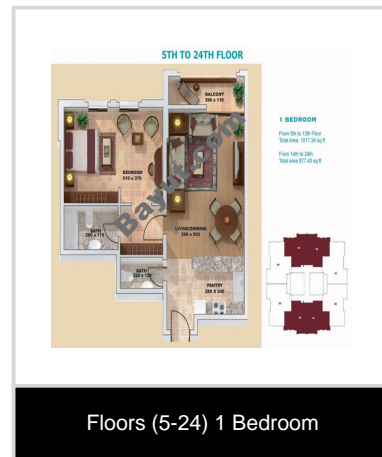 5TH TO 24TH FLOOR
BALCONY
390 x 110
1 BEDROOM
From 5th to 13th Floor
Total Area 1017.34 sq.ft
From 14th to 24th
Total area 977.43 sq.ft
BEDROOM
510 x 370
Bayut.com
BATH
LIVING/DINNING
BATH
PANTRY
260 X 240
Floors (5-24) 1 Bedroom